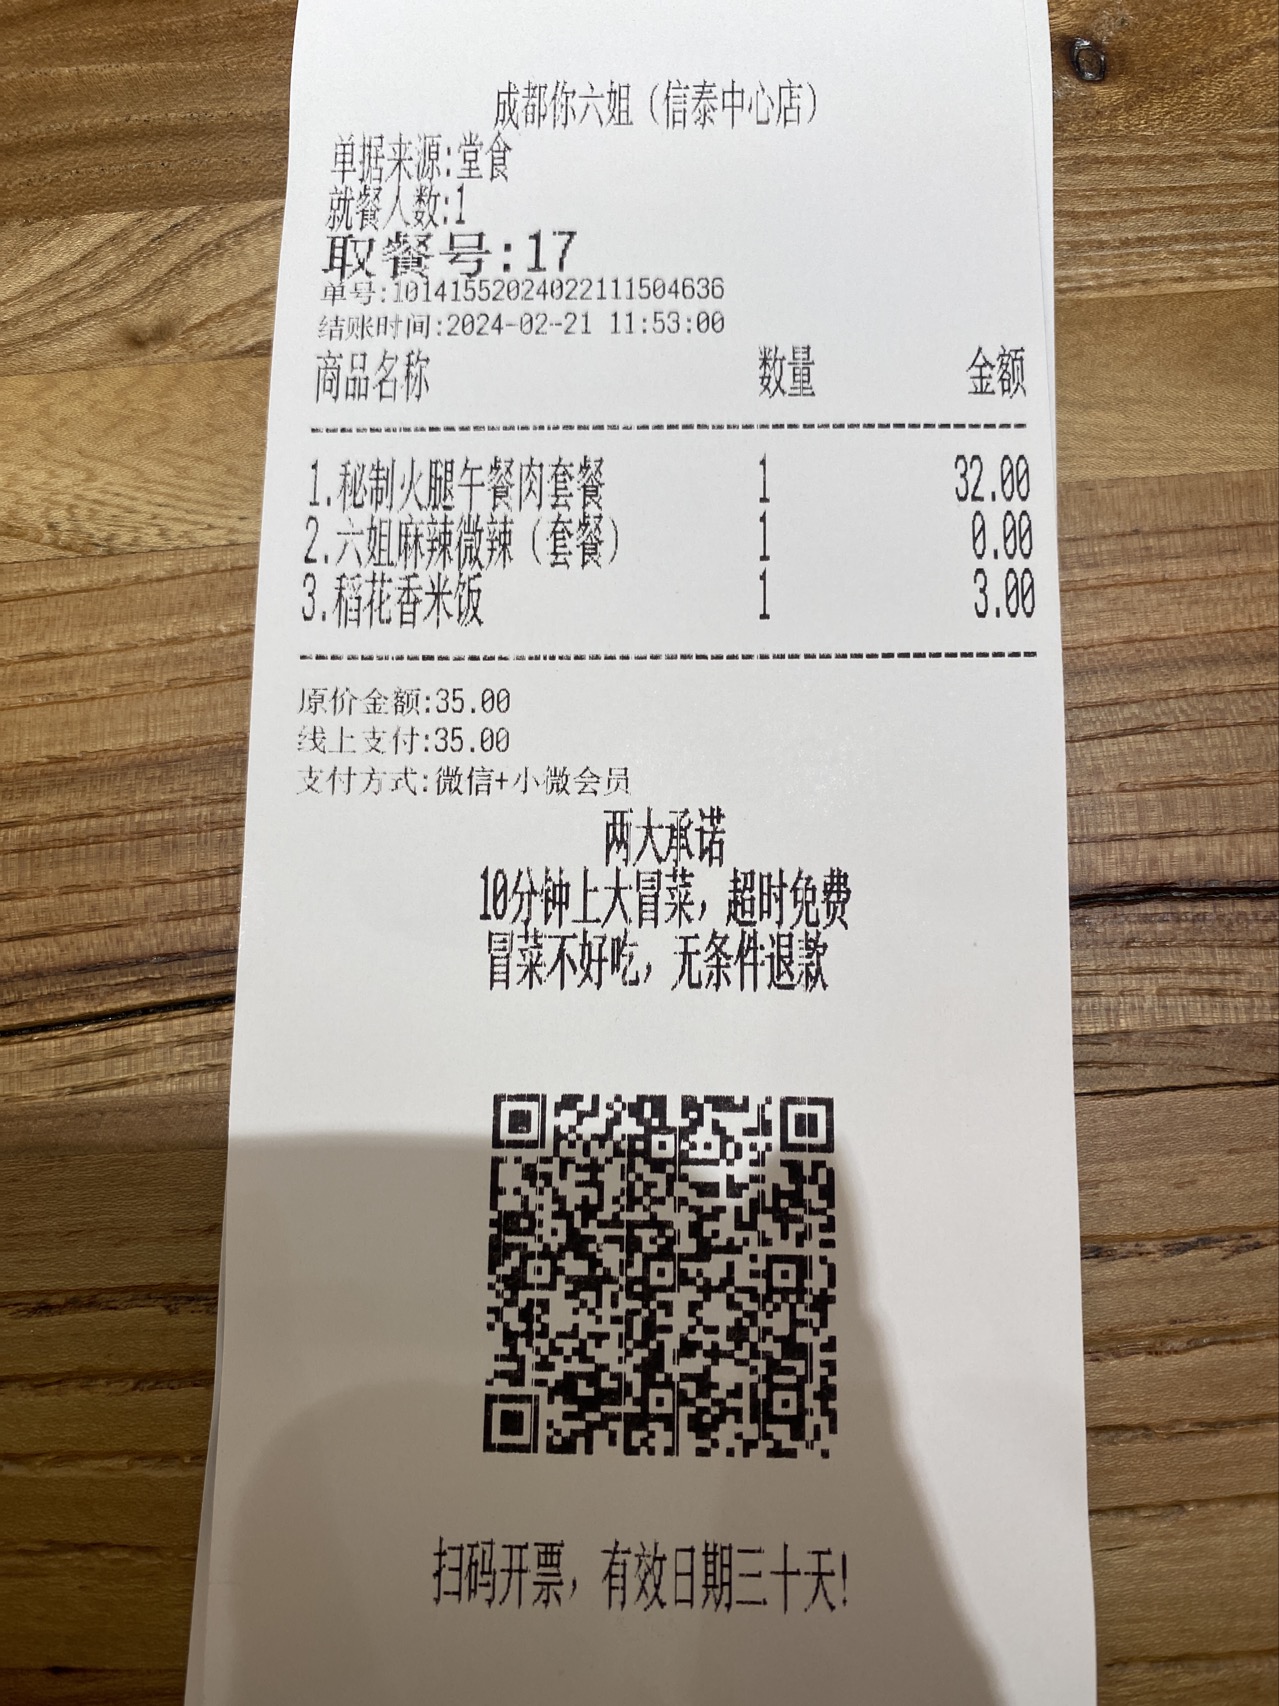 成都你六姐（信泰中心店）
单据来源:堂食
就餐人数:1
取餐号:17
单号:10141552024022111504636
结账时间:2024-02-21 11:53:00
商品名称 数量 金额
1.秘制火腿午餐肉套餐 1 32.00
2.六姐麻辣微辣（套餐） 1 0.00
3.稻花香米饭 1 3.00
原价金额:35.00
线上支付:35.00
支付方式:微信+小微会员
两大承诺
10分钟上大冒菜，超时免费
冒菜不好吃，无条件退款
扫码开票，有效日期三十天!